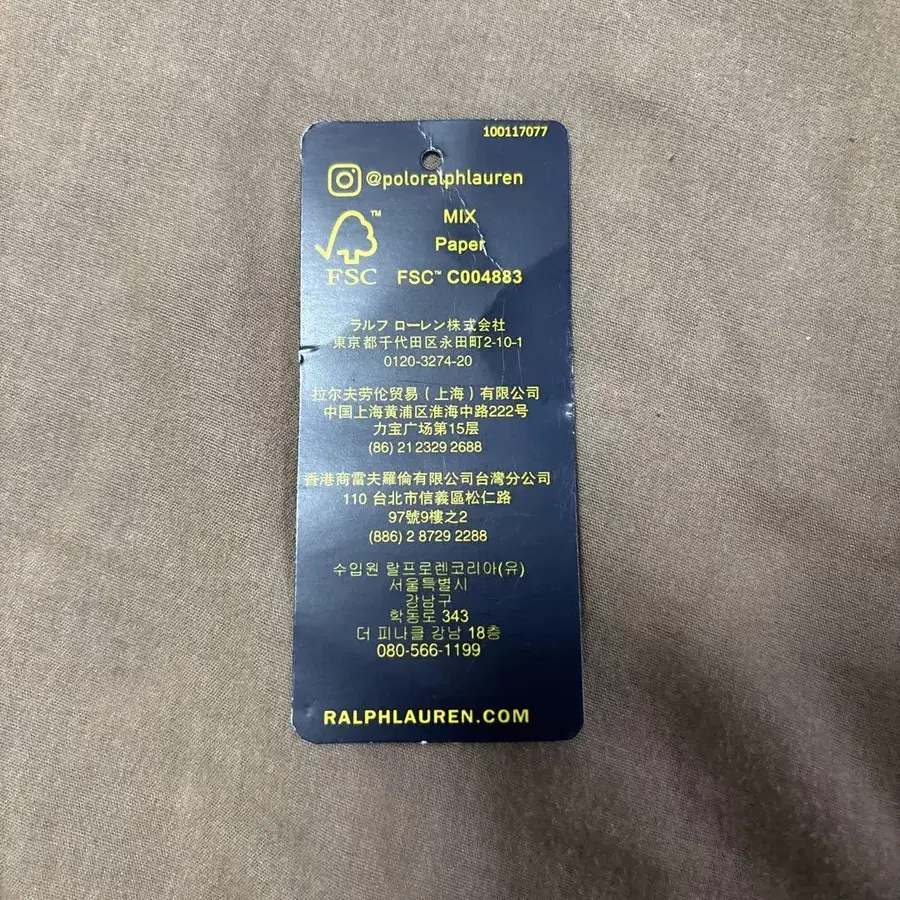 100117077
@poloralphlauren
MIX
Paper
FSC™ C004883
™
FSC
ラルフ ローレン株式会社
東京都千代田区永田町2-10-1
0120-3274-20
拉尔夫劳伦贸易（上海）有限公司
中国上海黄浦区淮海中路222号
力宝广场第15层
(86) 21 2329 2688
香港商雷夫羅倫有限公司台灣分公司
110 台北市信義區松仁路
97號9樓之2
(886) 2 8729 2288
수입원 랄프로렌코리아(유)
서울특별시
강남구
학동로 343
더 피나클 강남 18층
080-566-1199
RALPHLAUREN.COM